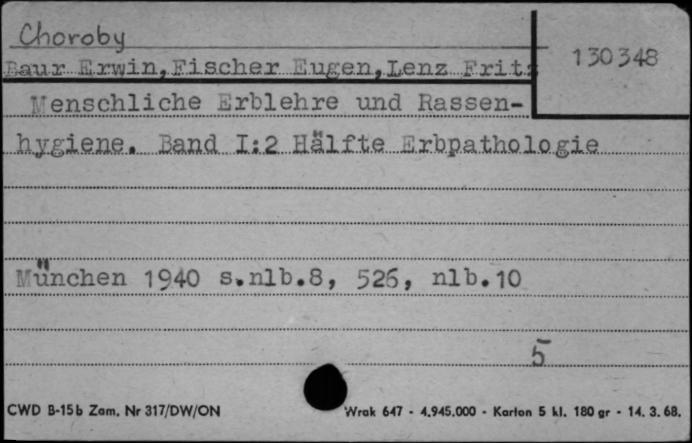 Choroby
130348
Baur Erwin,Fischer Eugen,Lenz Fritz
Menschliche Erblehre und Rassen-
hygiene. Band I:2 Hälfte Erbpathologie
München 1940 s.nlb.8, 526, nlb.10
5
CWD B-15b Zam. Nr 317/DW/ON
Wrak 647 - 4.945.000 - Karton 5 kl. 180 gr - 14. 3. 68.